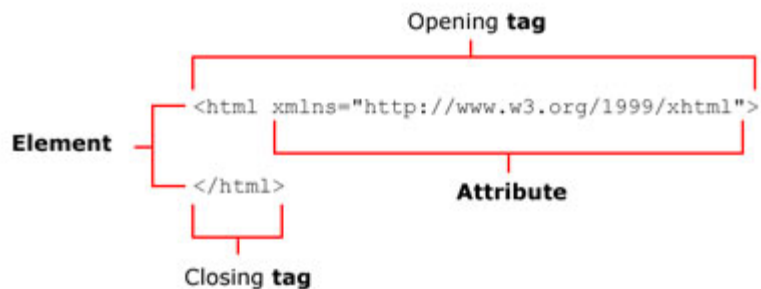 Opening tag
<html xmlns="http://www.w3.org/1999/xhtml">
Element
Attribute
</html>
Closing tag